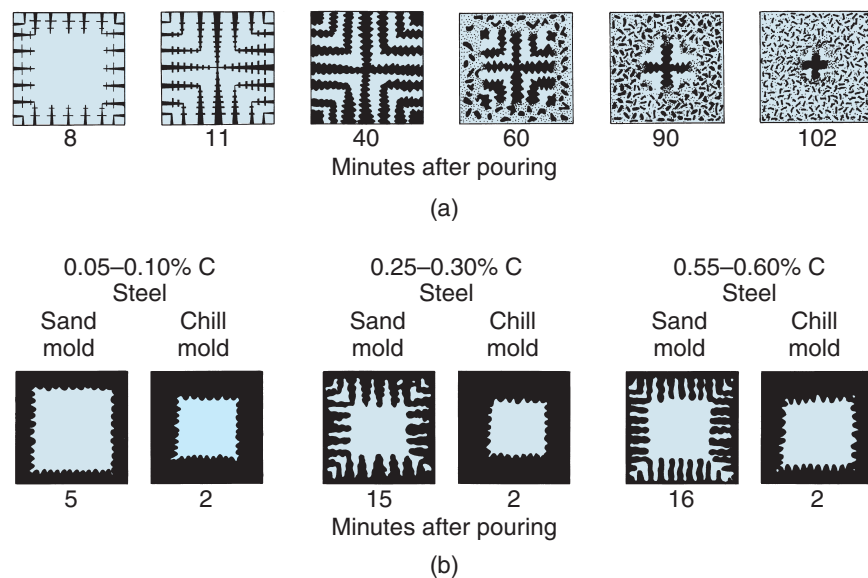 8 11 40 60 90 102
Minutes after pouring
(a)
0.05–0.10% C 0.25–0.30% C 0.55–0.60% C
Steel Steel Steel
Sand Chill Sand Chill Sand Chill
mold mold mold mold mold mold
5 2 15 2 16 2
Minutes after pouring
(b)